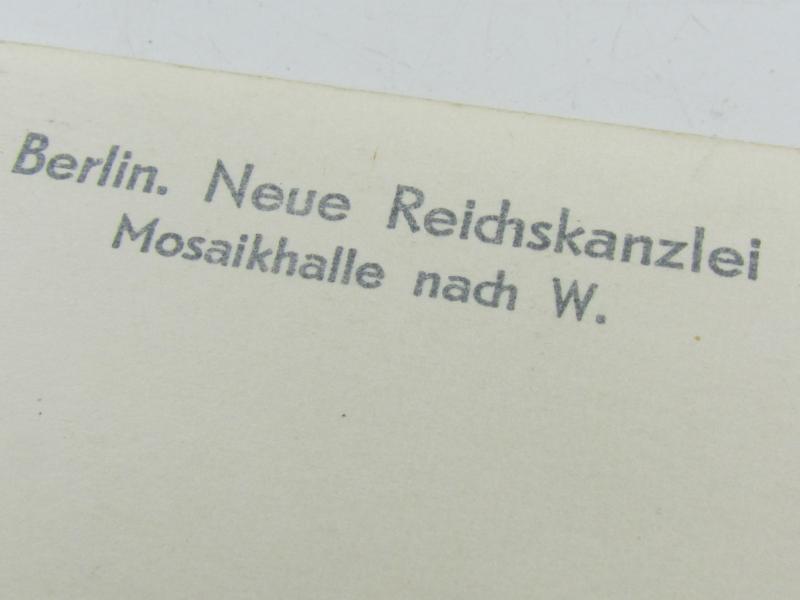 Berlin. Neue Reichskanzlei
Mosaikhalle nach W.